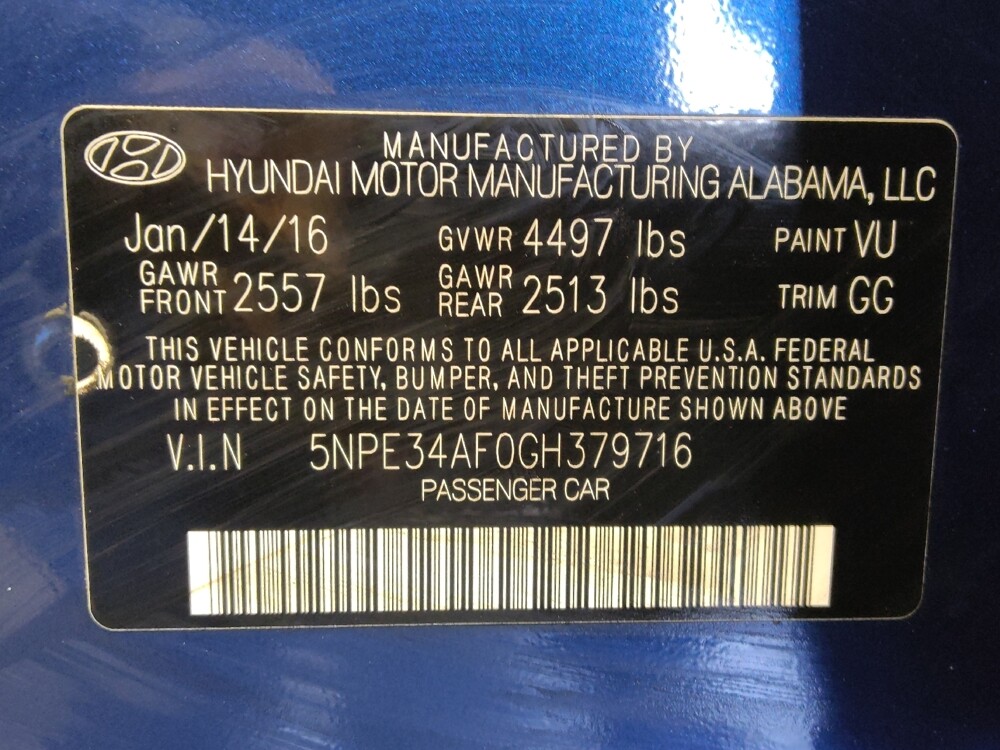 MANUFACTURED BY
HYUNDAI MOTOR MANUFACTURING ALABAMA, LLC
Jan/14/16 GVWR 4497 lbs PAINT VU
GAWR FRONT 2557 lbs GAWR REAR 2513 lbs TRIM GG
THIS VEHICLE CONFORMS TO ALL APPLICABLE U.S.A. FEDERAL
MOTOR VEHICLE SAFETY, BUMPER, AND THEFT PREVENTION STANDARDS
IN EFFECT ON THE DATE OF MANUFACTURE SHOWN ABOVE
V.I.N 5NPE34AF0GH379716
PASSENGER CAR